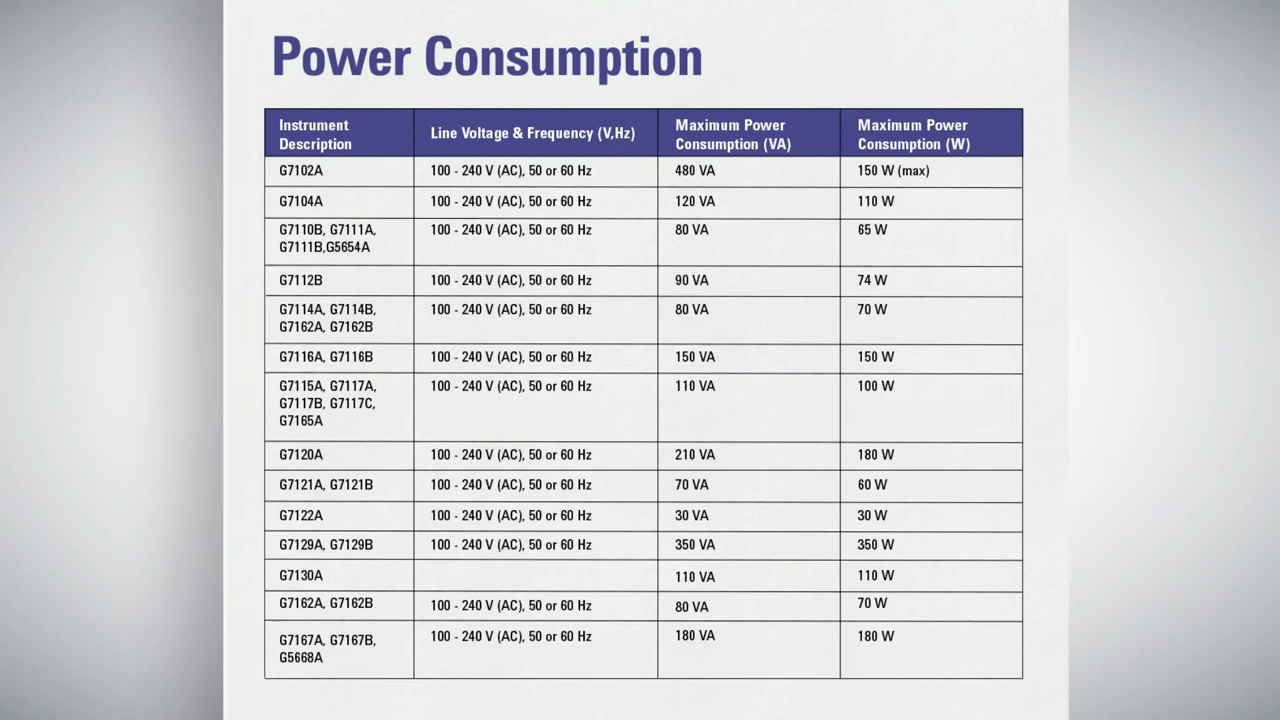 Power Consumption
Instrument Description
Line Voltage & Frequency (V,Hz)
Maximum Power Consumption (VA)
Maximum Power Consumption (W)
G7102A 100 - 240 V (AC), 50 or 60 Hz 480 VA 150 W (max)
G7104A 100 - 240 V (AC), 50 or 60 Hz 120 VA 110 W
G7110B, G7111A, 100 - 240 V (AC), 50 or 60 Hz 80 VA 65 W
G7111B,G5654A
G7112B 100 - 240 V (AC), 50 or 60 Hz 90 VA 74 W
G7114A, G7114B, 100 - 240 V (AC), 50 or 60 Hz 80 VA 70 W
G7162A, G7162B
G7116A, G7116B 100 - 240 V (AC), 50 or 60 Hz 150 VA 150 W
G7115A, G7117A, 100 - 240 V (AC), 50 or 60 Hz 110 VA 100 W
G7117B, G7117C,
G7165A
G7120A 100 - 240 V (AC), 50 or 60 Hz 210 VA 180 W
G7121A, G7121B 100 - 240 V (AC), 50 or 60 Hz 70 VA 60 W
G7122A 100 - 240 V (AC), 50 or 60 Hz 30 VA 30 W
G7129A, G7129B 100 - 240 V (AC), 50 or 60 Hz 350 VA 350 W
G7130A 110 VA 110 W
G7162A, G7162B 100 - 240 V (AC), 50 or 60 Hz 80 VA 70 W
G7167A, G7167B, 100 - 240 V (AC), 50 or 60 Hz 180 VA 180 W
G5668A